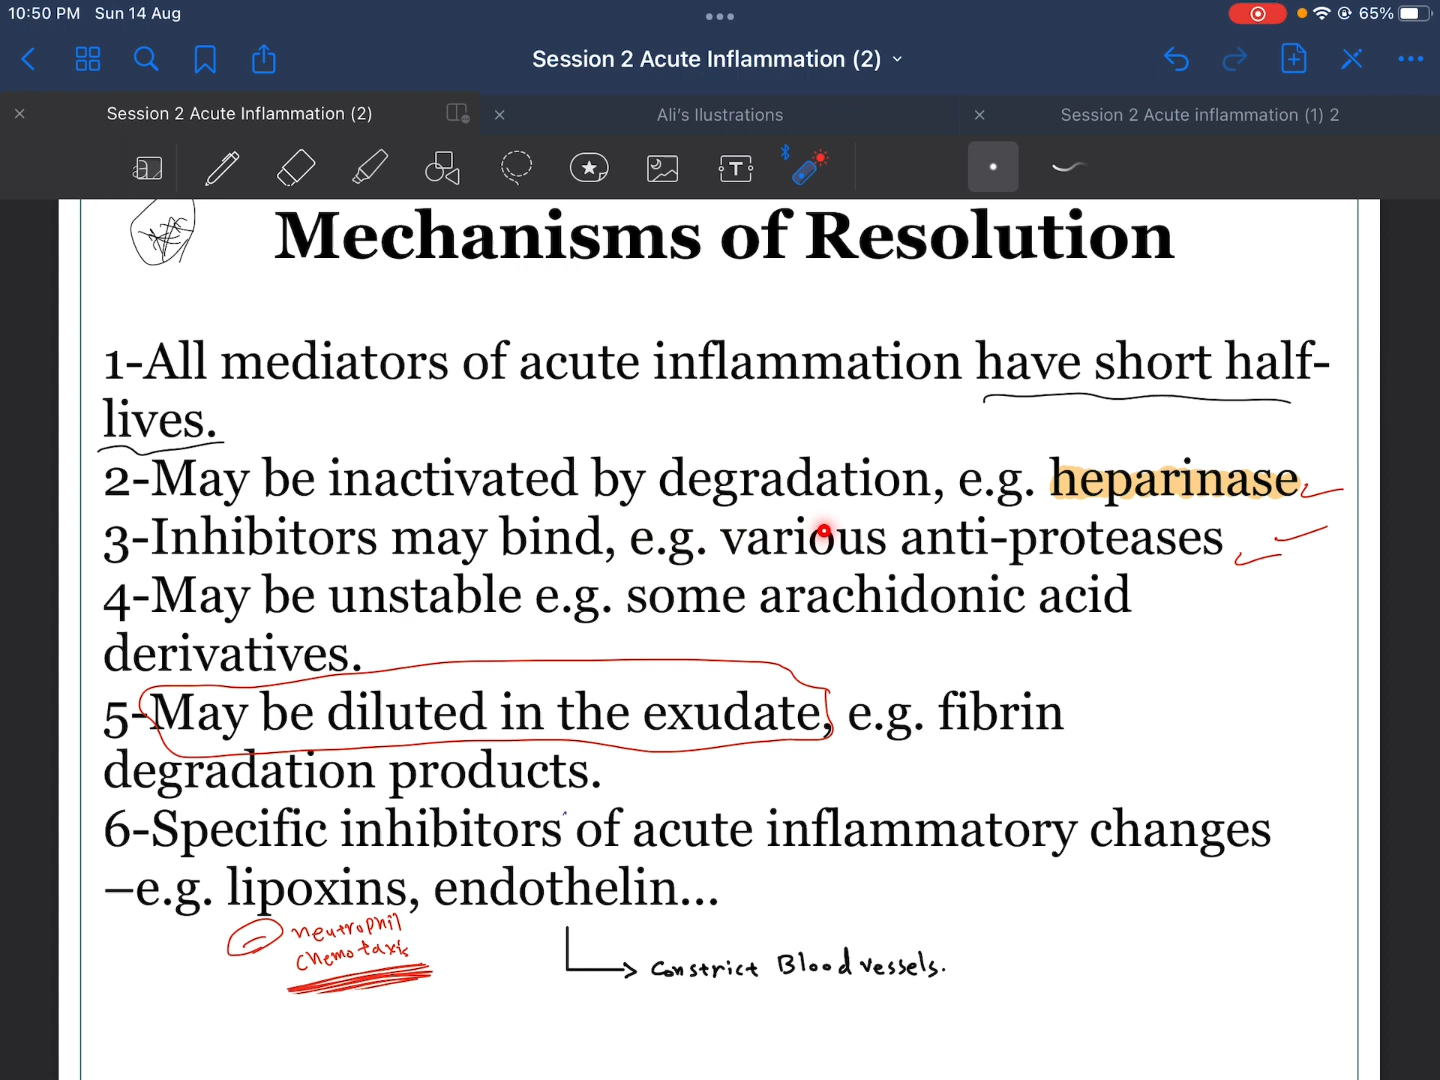 10:50 PM Sun 14 Aug
65%
Session 2 Acute Inflammation (2)
Session 2 Acute Inflammation (2)
Ali's Ilustrations
Session 2 Acute inflammation (1) 2
a
T
Mechanisms of Resolution
1-All mediators of acute inflammation have short half-
lives.
2-May be inactivated by degradation, e.g. heparinase
3-Inhibitors may bind, e.g. various anti-proteases
4-May be unstable e.g. some arachidonic acid
derivatives.
5-May be diluted in the exudate, e.g. fibrin
degradation products.
6-Specific inhibitors of acute inflammatory changes
–e.g. lipoxins, endothelin...
neutrophil
chemotaxis
Constrict Blood vessels.